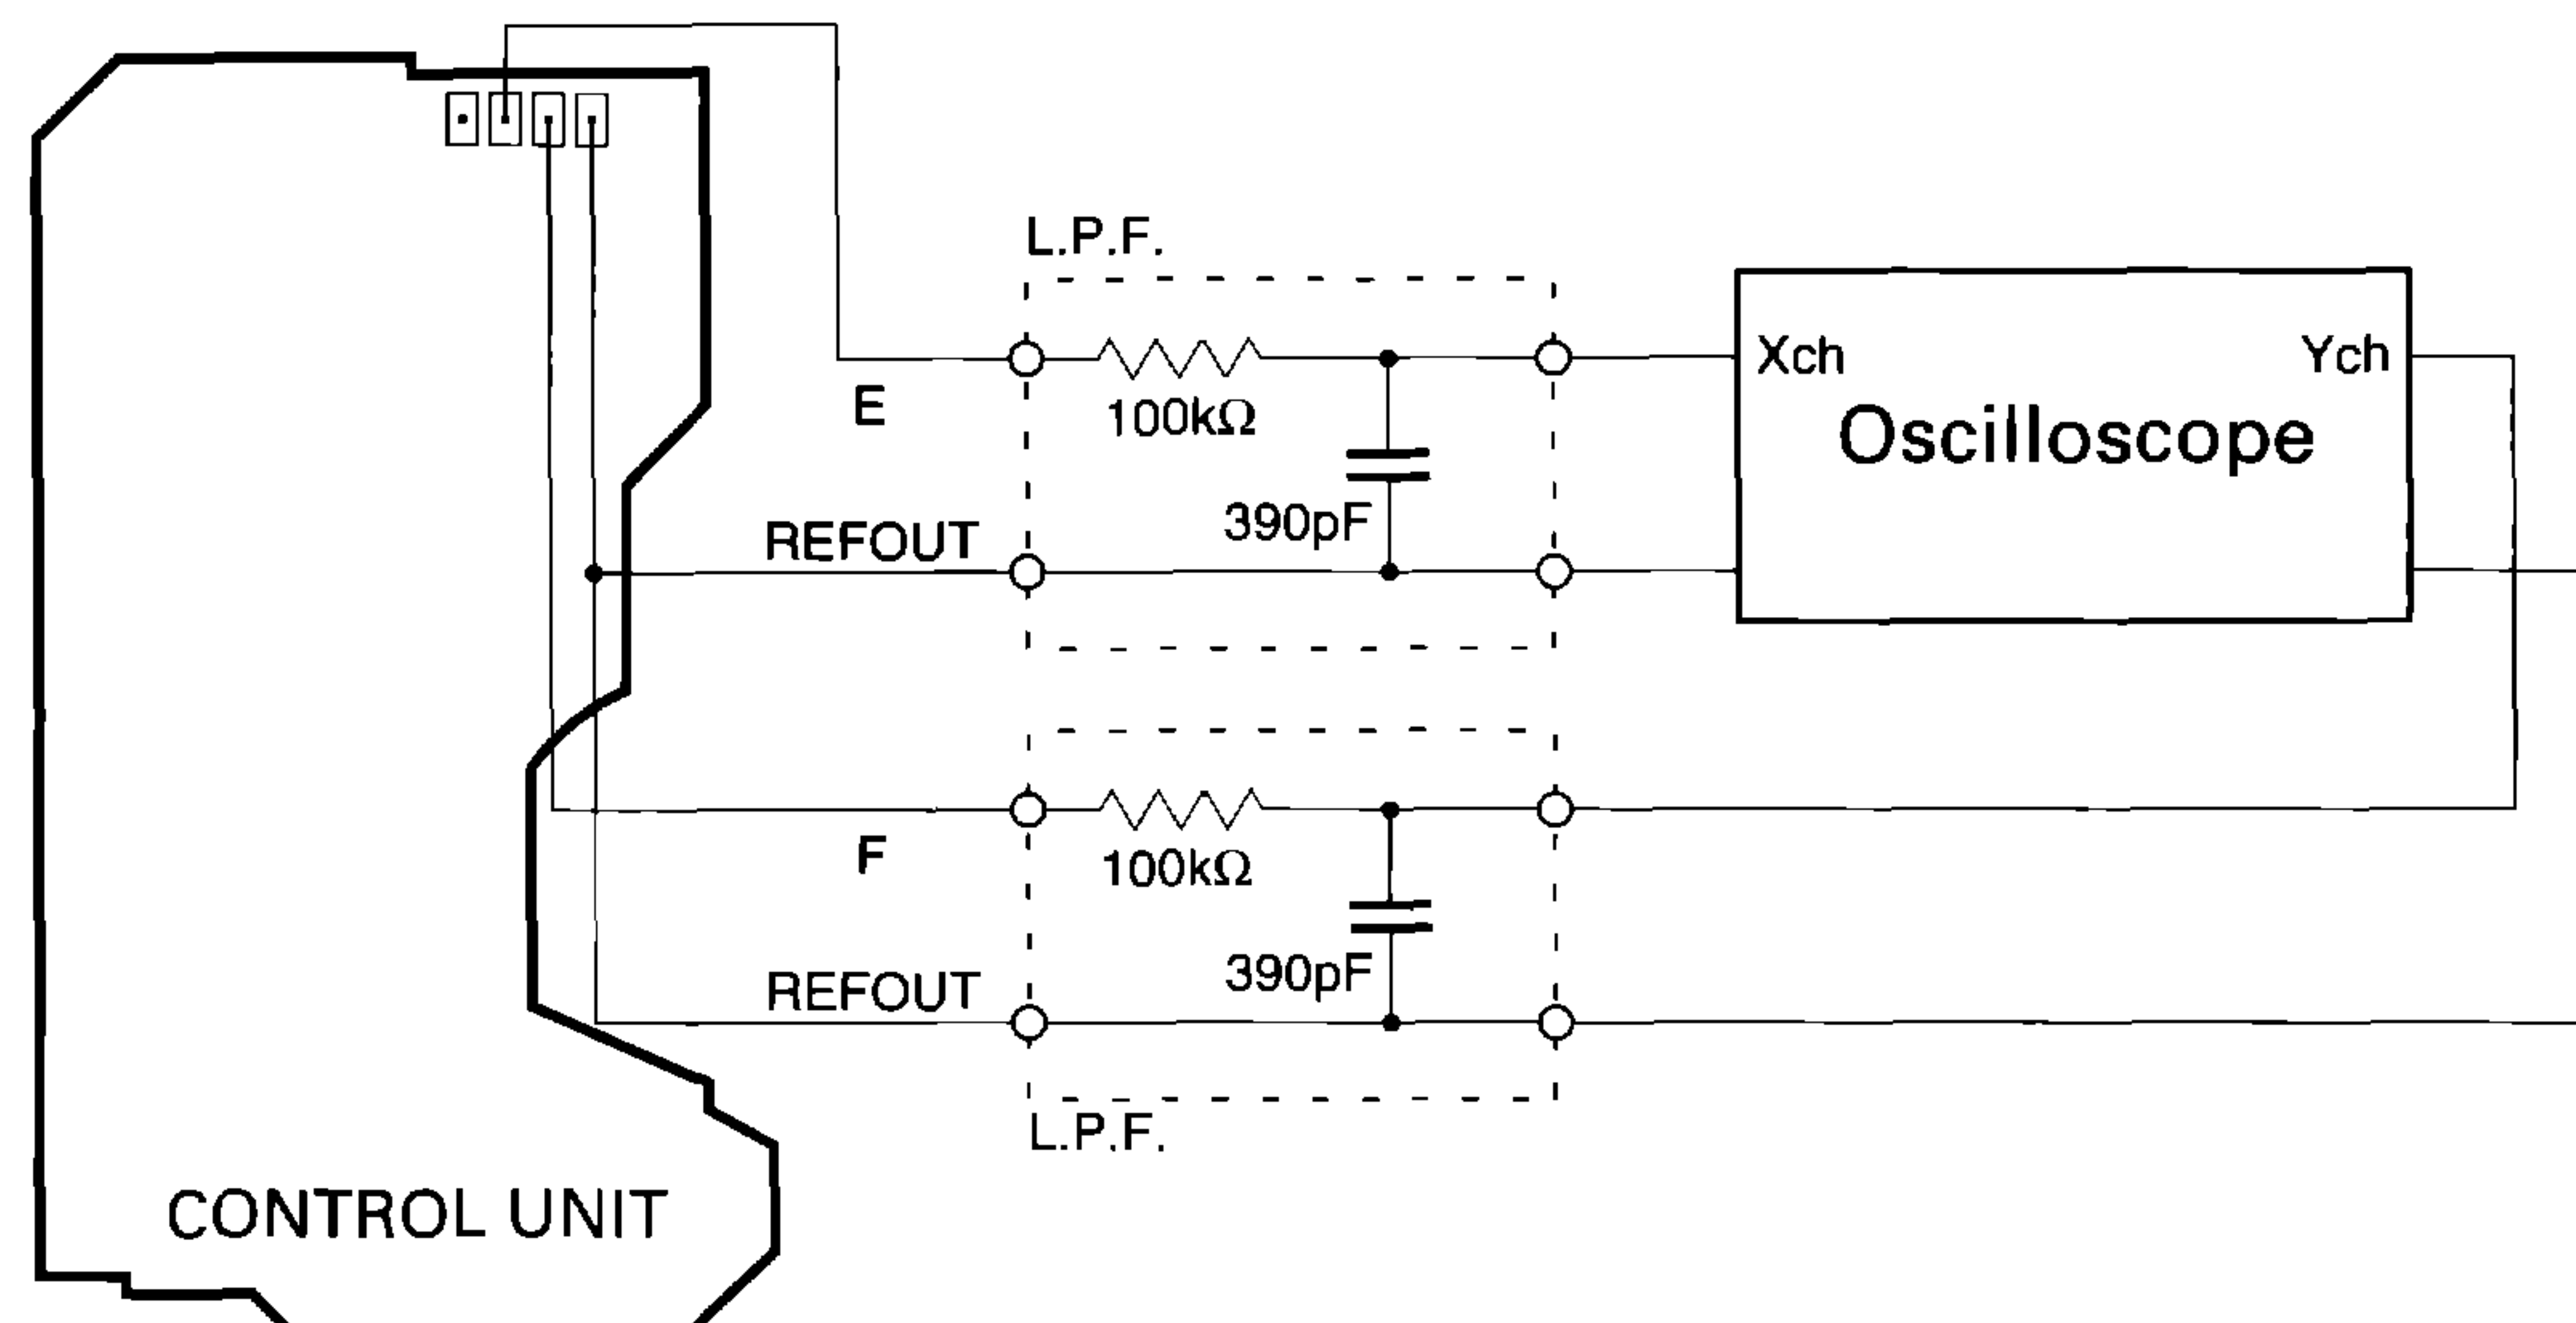 L.P.F.
Xch
Ych
Oscilloscope
100kΩ
E
390pF
REFOUT
100kΩ
F
390pF
REFOUT
L.P.F.
CONTROL UNIT